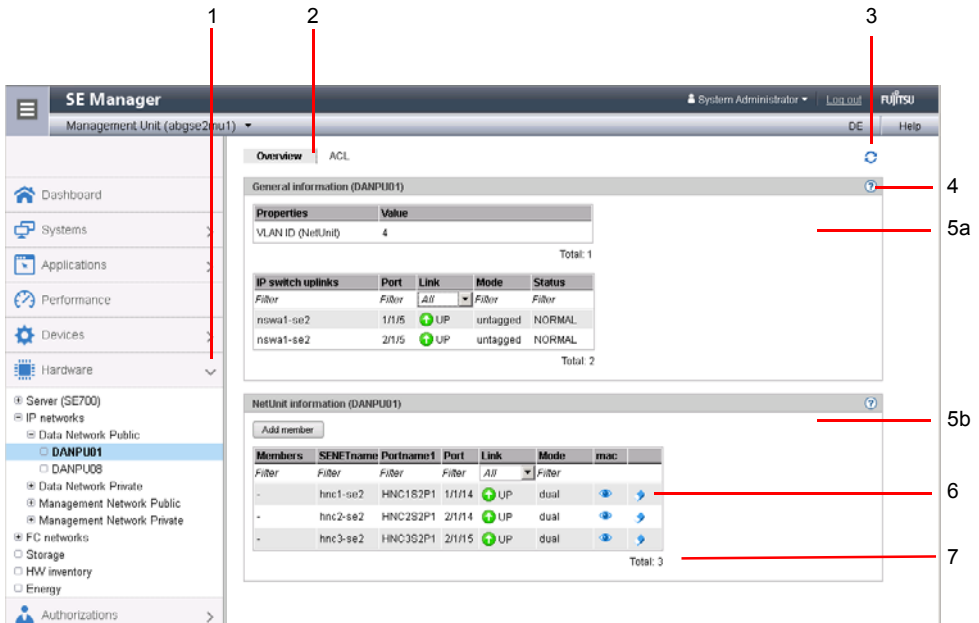 1 2 3
SE Manager System Administrator Log out FUJITSU
Management Unit (abgse2mu1) DE Help
Overview ACL
Dashboard
Systems
Applications
Performance
Devices
Hardware
Server (SE700)
IP networks
Data Network Public
DANPU01
DANPU08
Data Network Private
Management Network Public
Management Network Private
FC networks
Storage
HW inventory
Energy
Authorizations
General information (DANPU01) ? 4
Properties Value
5a
VLAN ID (NetUnit) 4
Total: 1
IP switch uplinks Port Link Mode Status
Filter Filter All Filter Filter
nswa1-se2 1/1/5 UP untagged NORMAL
nswa1-se2 2/1/5 UP untagged NORMAL
Total: 2
NetUnit information (DANPU01) ?
5b
Add member
Members SENETname Portname1 Port Link Mode mac
Filter Filter Filter Filter All Filter
- hnc1-se2 HNC1S2P1 1/1/14 UP dual 6
- hnc2-se2 HNC2S2P1 2/1/14 UP dual
- hnc3-se2 HNC3S2P1 2/1/15 UP dual
Total: 3 7